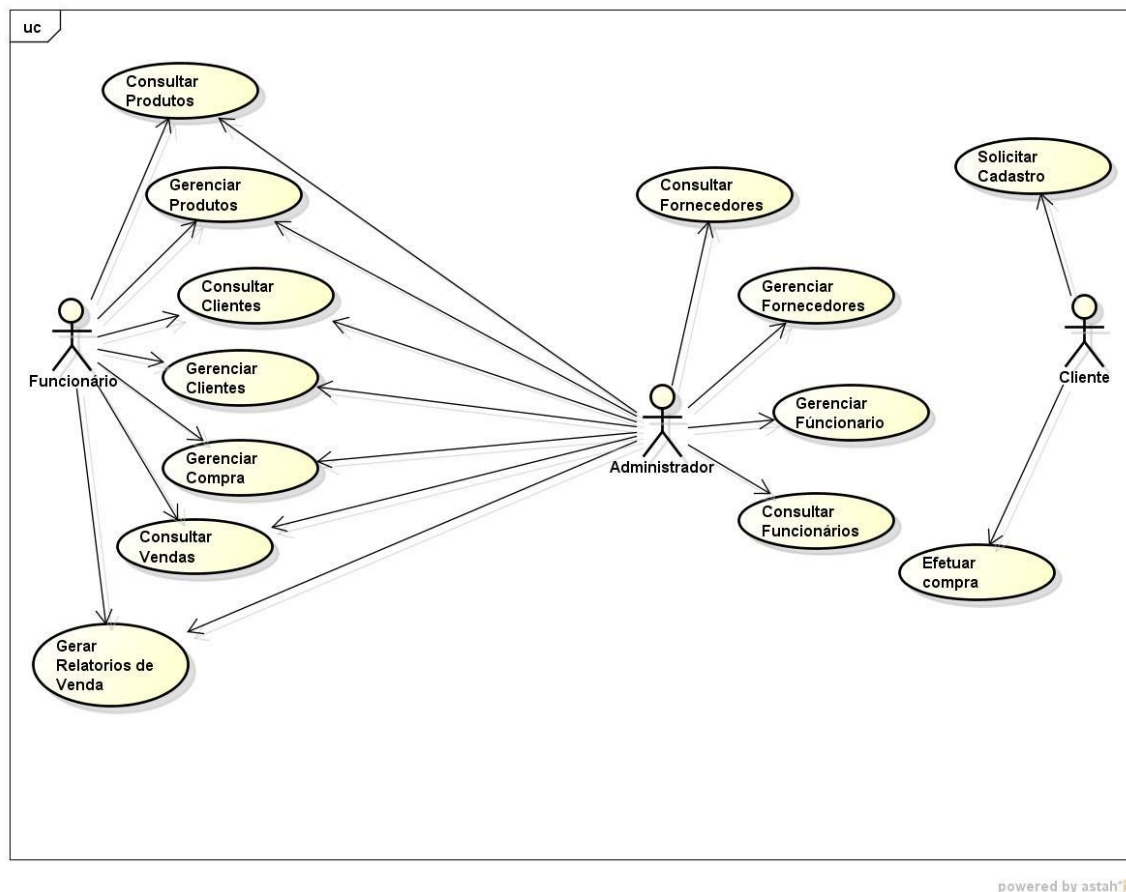 uc
Consultar
Produtos
Gerenciar
Produtos
Consultar
Clientes
Gerenciar
Clientes
Gerenciar
Compra
Consultar
Vendas
Gerar
Relatorios de
Venda
Funcionário
Consultar
Fornecedores
Gerenciar
Fornecedores
Gerenciar
Fúncionario
Consultar
Funcionários
Administrador
Solicitar
Cadastro
Cliente
Efetuar
compra
powered by astah*